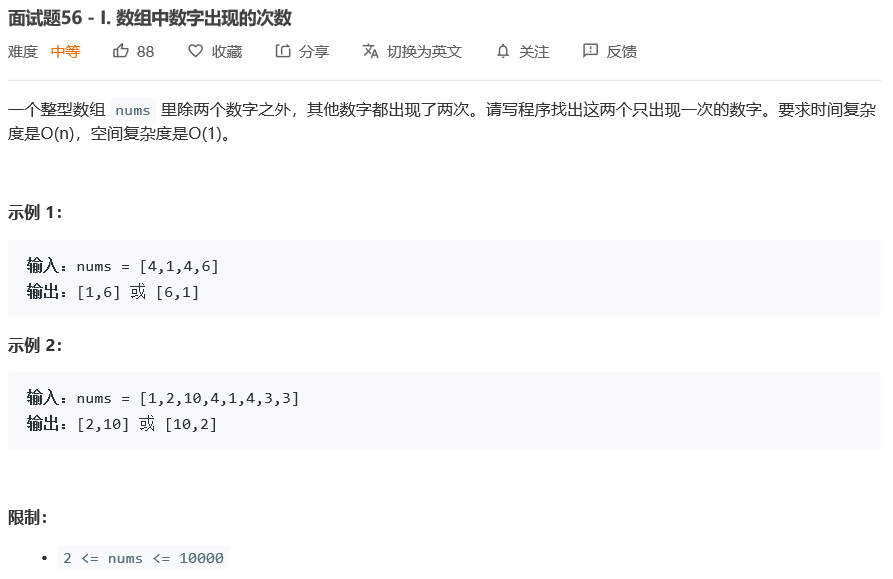 面试题56 - I. 数组中数字出现的次数
难度 中等 88 收藏 分享 切换为英文 关注 反馈
一个整型数组 nums 里除两个数字之外，其他数字都出现了两次。请写程序找出这两个只出现一次的数字。要求时间复杂
度是O(n)，空间复杂度是O(1)。
示例 1：
输入：nums = [4,1,4,6]
输出：[1,6] 或 [6,1]
示例 2：
输入：nums = [1,2,10,4,1,4,3,3]
输出：[2,10] 或 [10,2]
限制：
• 2 <= nums <= 10000